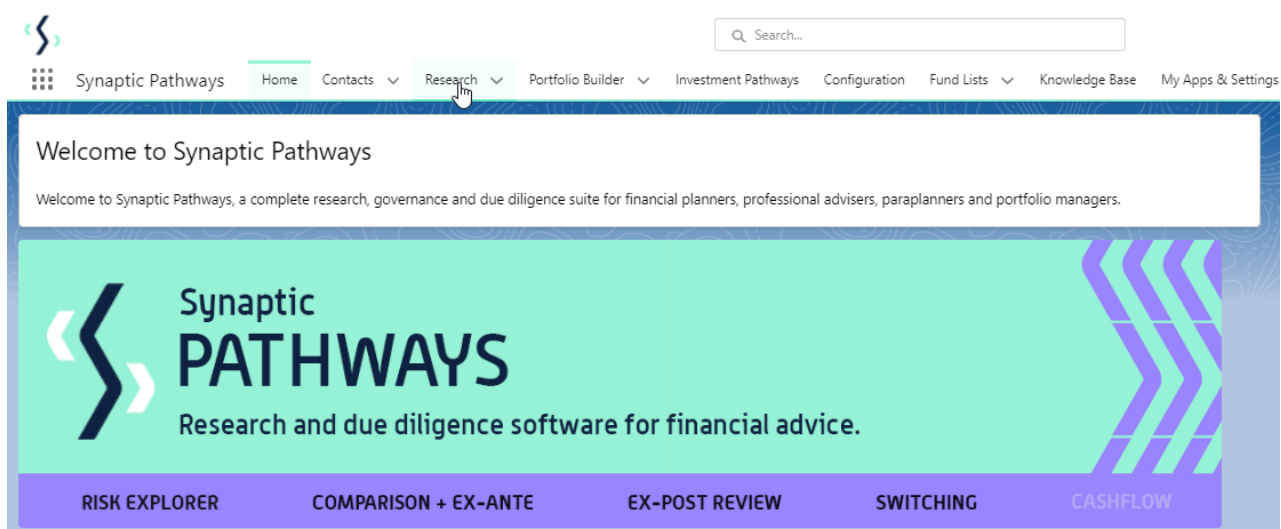 Search...
Synaptic Pathways Home Contacts Research Portfolio Builder Investment Pathways Configuration Fund Lists Knowledge Base My Apps & Settings
Welcome to Synaptic Pathways
Welcome to Synaptic Pathways, a complete research, governance and due diligence suite for financial planners, professional advisers, paraplanners and portfolio managers.
Synaptic
PATHWAYS
Research and due diligence software for financial advice.
RISK EXPLORER COMPARISON + EX-ANTE EX-POST REVIEW SWITCHING CASHFLOW